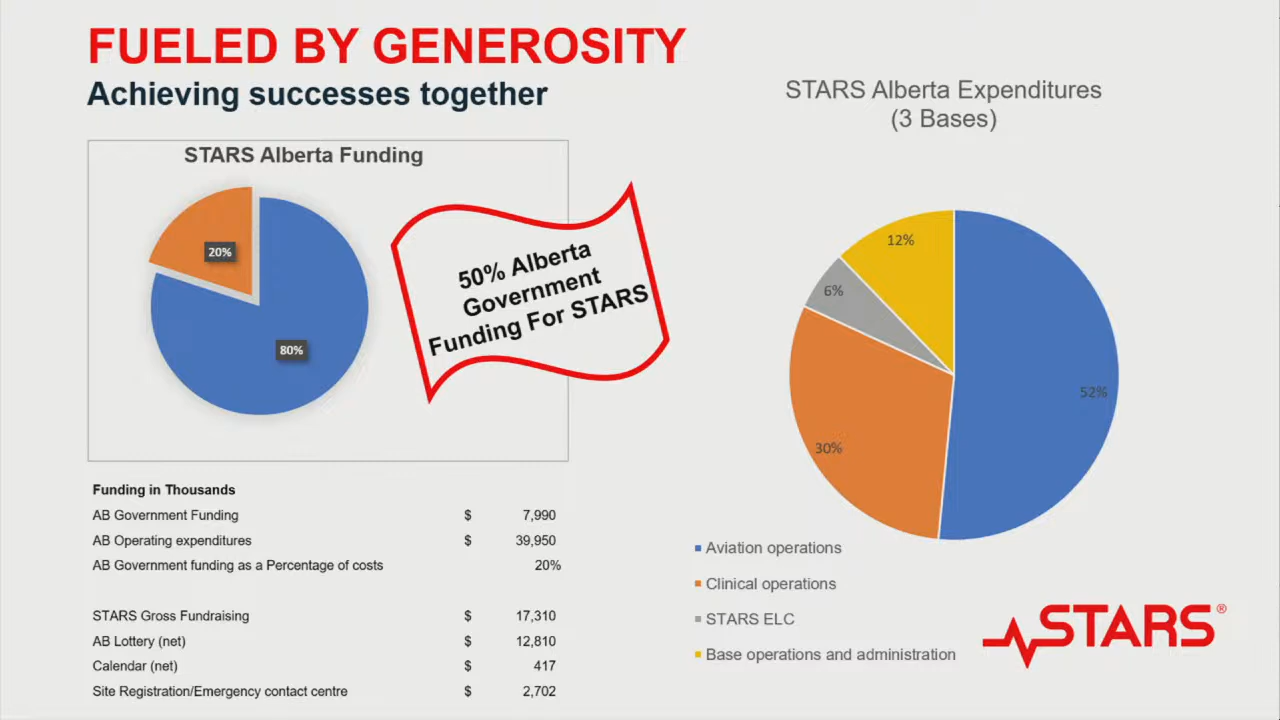 FUELED BY GENEROSITY
Achieving successes together
STARS Alberta Funding
20%
80%
50% Alberta
Government
Funding For STARS
Funding in Thousands
AB Government Funding $ 7,990
AB Operating expenditures $ 39,950
AB Government funding as a Percentage of costs 20%
STARS Gross Fundraising $ 17,310
AB Lottery (net) $ 12,810
Calendar (net) $ 417
Site Registration/Emergency contact centre $ 2,702
STARS Alberta Expenditures
(3 Bases)
12%
6%
52%
30%
Aviation operations
Clinical operations
STARS ELC
Base operations and administration
STARS®